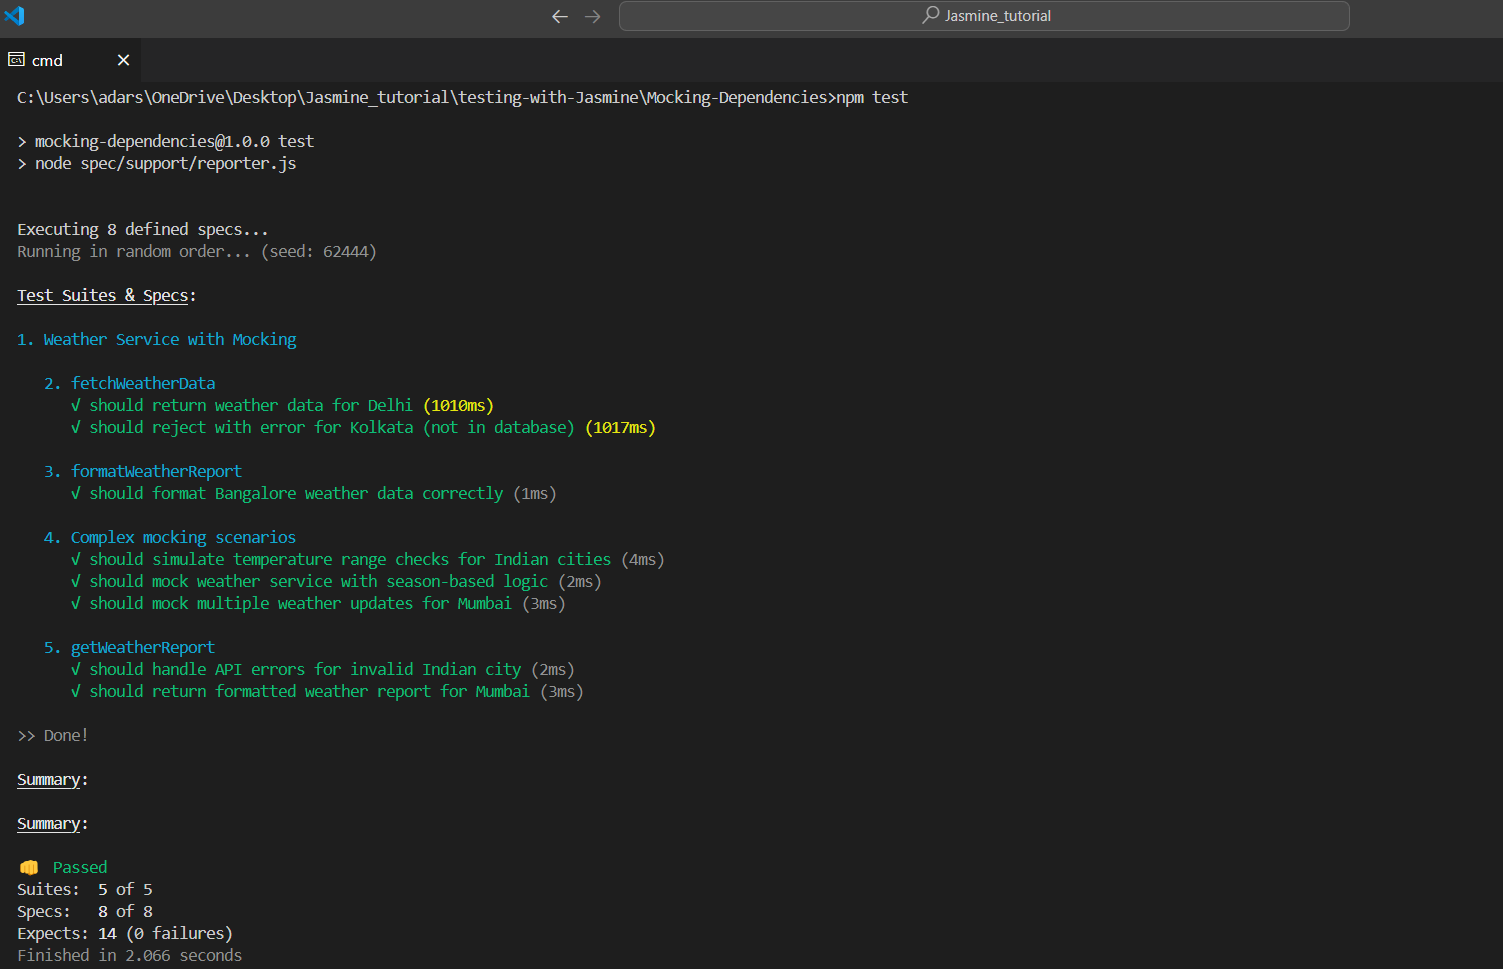 Jasmine_tutorial
cmd
C:\Users\adars\OneDrive\Desktop\Jasmine_tutorial\testing-with-Jasmine\Mocking-Dependencies>npm test
> mocking-dependencies@1.0.0 test
> node spec/support/reporter.js
Executing 8 defined specs...
Running in random order... (seed: 62444)
Test Suites & Specs:
1. Weather Service with Mocking
2. fetchWeatherData
√ should return weather data for Delhi (1010ms)
√ should reject with error for Kolkata (not in database) (1017ms)
3. formatWeatherReport
√ should format Bangalore weather data correctly (1ms)
4. Complex mocking scenarios
√ should simulate temperature range checks for Indian cities (4ms)
√ should mock weather service with season-based logic (2ms)
√ should mock multiple weather updates for Mumbai (3ms)
5. getWeatherReport
√ should handle API errors for invalid Indian city (2ms)
√ should return formatted weather report for Mumbai (3ms)
>> Done!
Summary:
Summary:
👊 Passed
Suites: 5 of 5
Specs: 8 of 8
Expects: 14 (0 failures)
Finished in 2.066 seconds